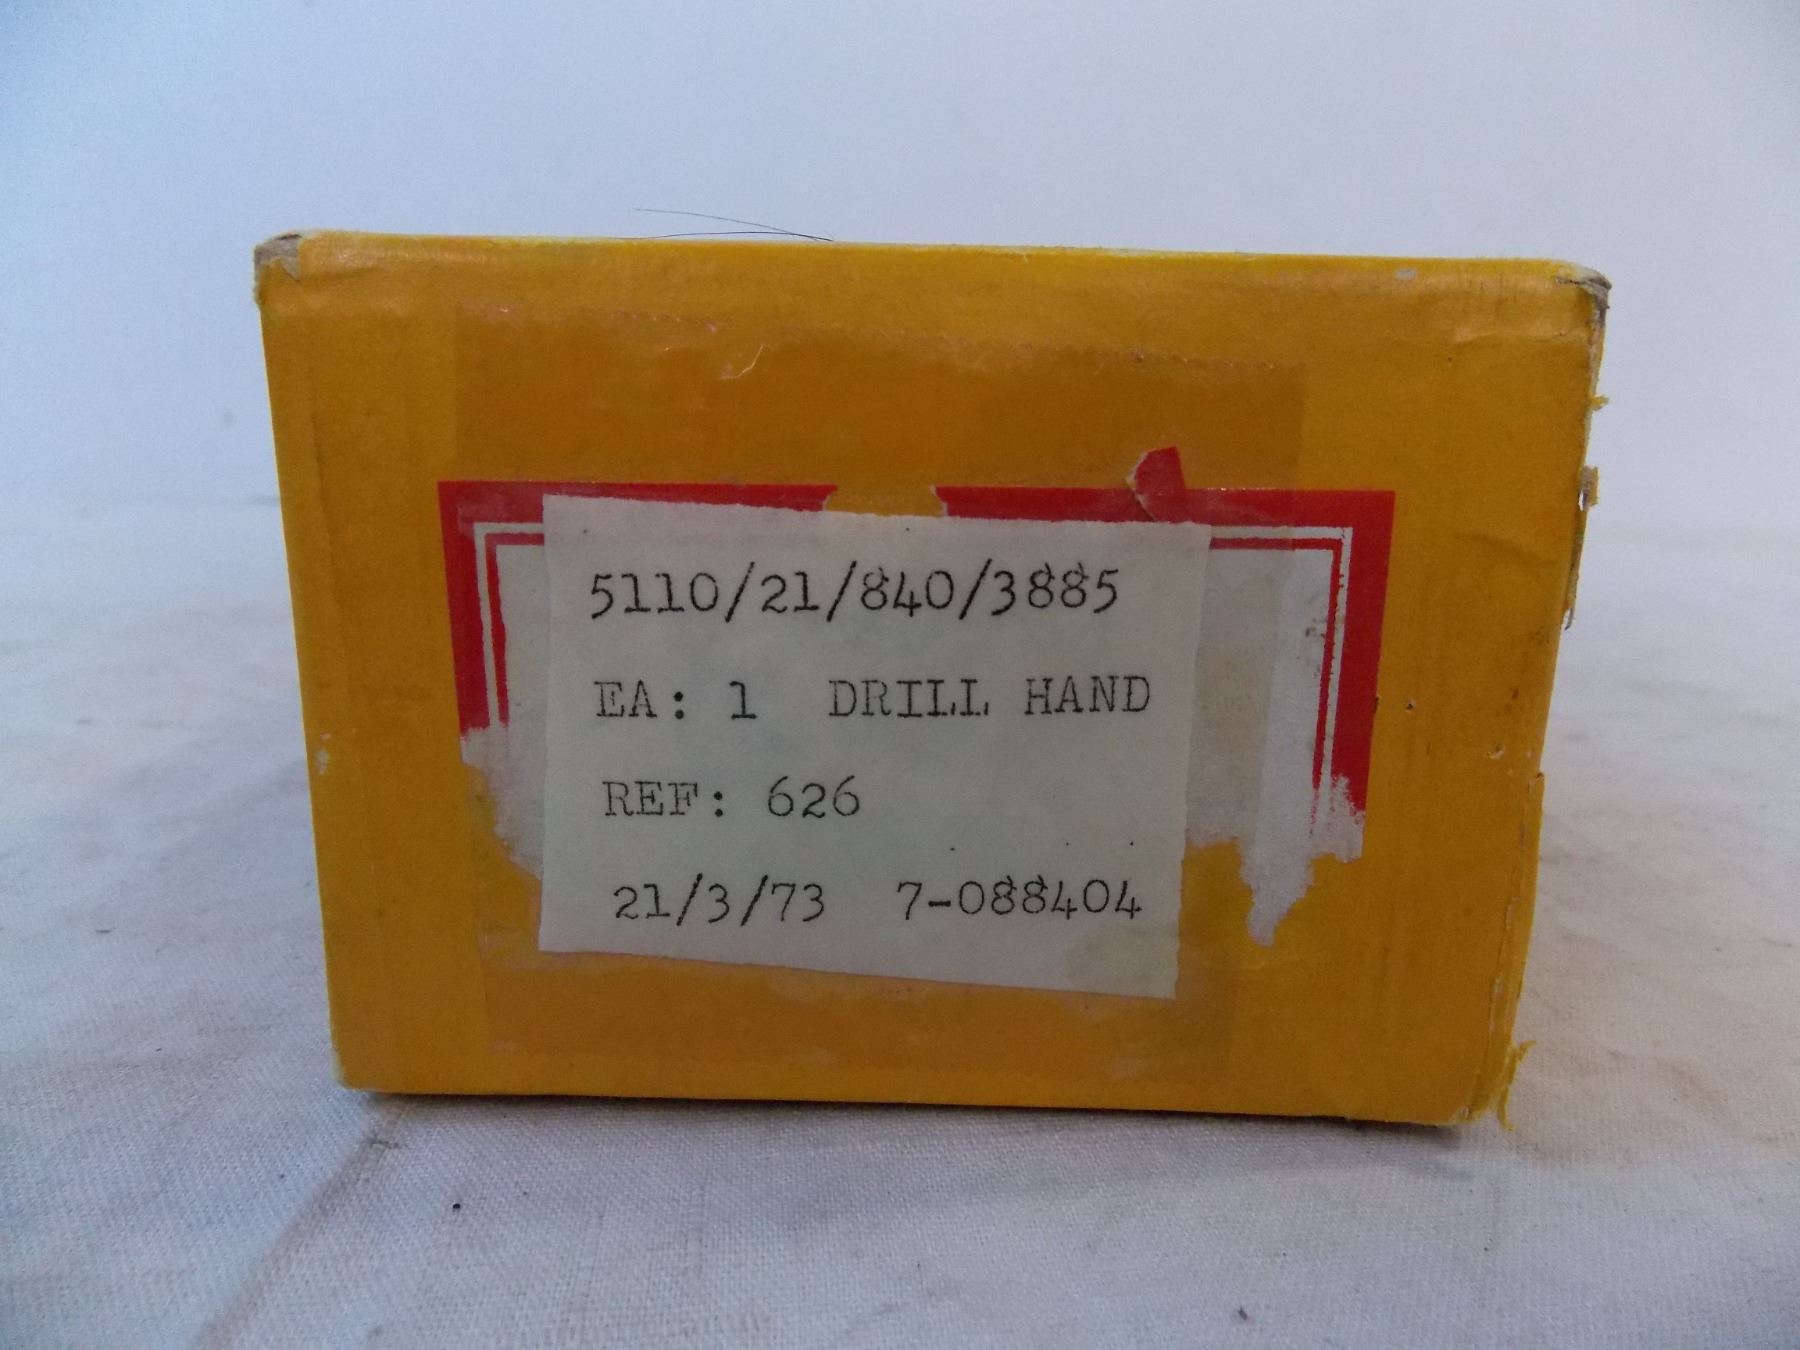 5110/21/840/3885
EA: 1 DRILL HAND
REF: 626
21/3/73 7-088404